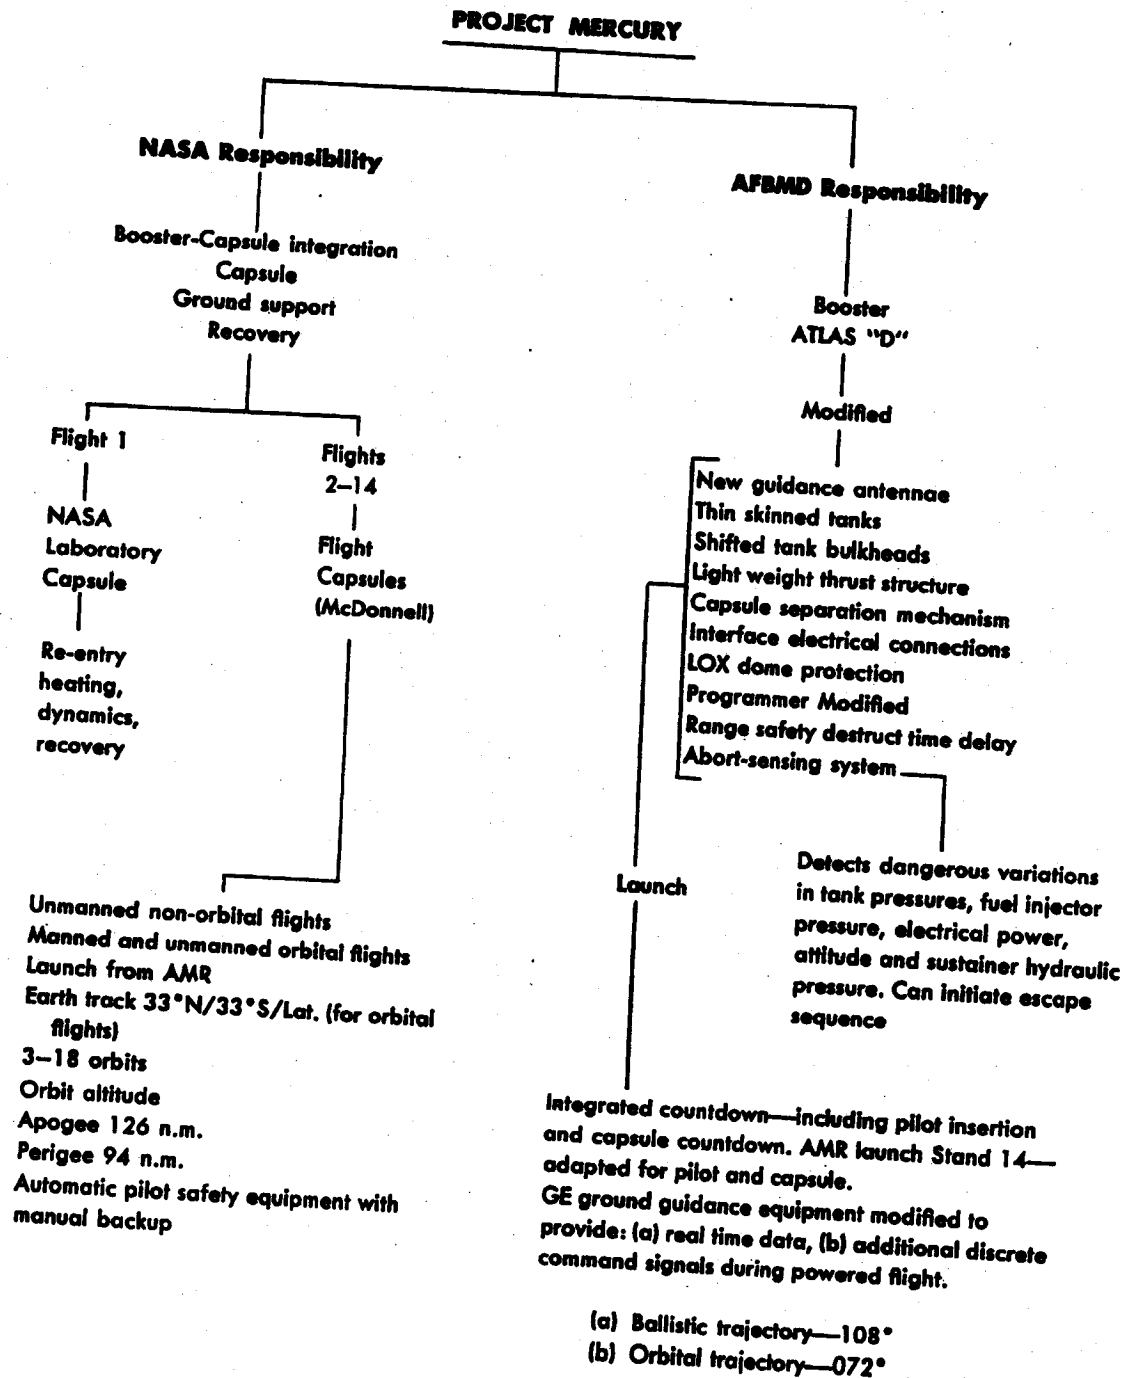 PROJECT MERCURY
NASA Responsibility
Booster-Capsule integration
Capsule
Ground support
Recovery
Flight 1
NASA
Laboratory
Capsule
Re-entry
heating,
dynamics,
recovery
Flights
2–14
Flight
Capsules
(McDonnell)
Unmanned non-orbital flights
Manned and unmanned orbital flights
Launch from AMR
Earth track 33°N/33°S/Lat. (for orbital
flights)
3–18 orbits
Orbit altitude
Apogee 126 n.m.
Perigee 94 n.m.
Automatic pilot safety equipment with
manual backup
AFBMD Responsibility
Booster
ATLAS "D"
Modified
New guidance antennae
Thin skinned tanks
Shifted tank bulkheads
Light weight thrust structure
Capsule separation mechanism
Interface electrical connections
LOX dome protection
Programmer Modified
Range safety destruct time delay
Abort-sensing system
Detects dangerous variations
in tank pressures, fuel injector
pressure, electrical power,
attitude and sustainer hydraulic
pressure. Can initiate escape
sequence
Launch
Integrated countdown—including pilot insertion
and capsule countdown. AMR launch Stand 14—
adapted for pilot and capsule.
GE ground guidance equipment modified to
provide: (a) real time data, (b) additional discrete
command signals during powered flight.
(a) Ballistic trajectory—108°
(b) Orbital trajectory—072°